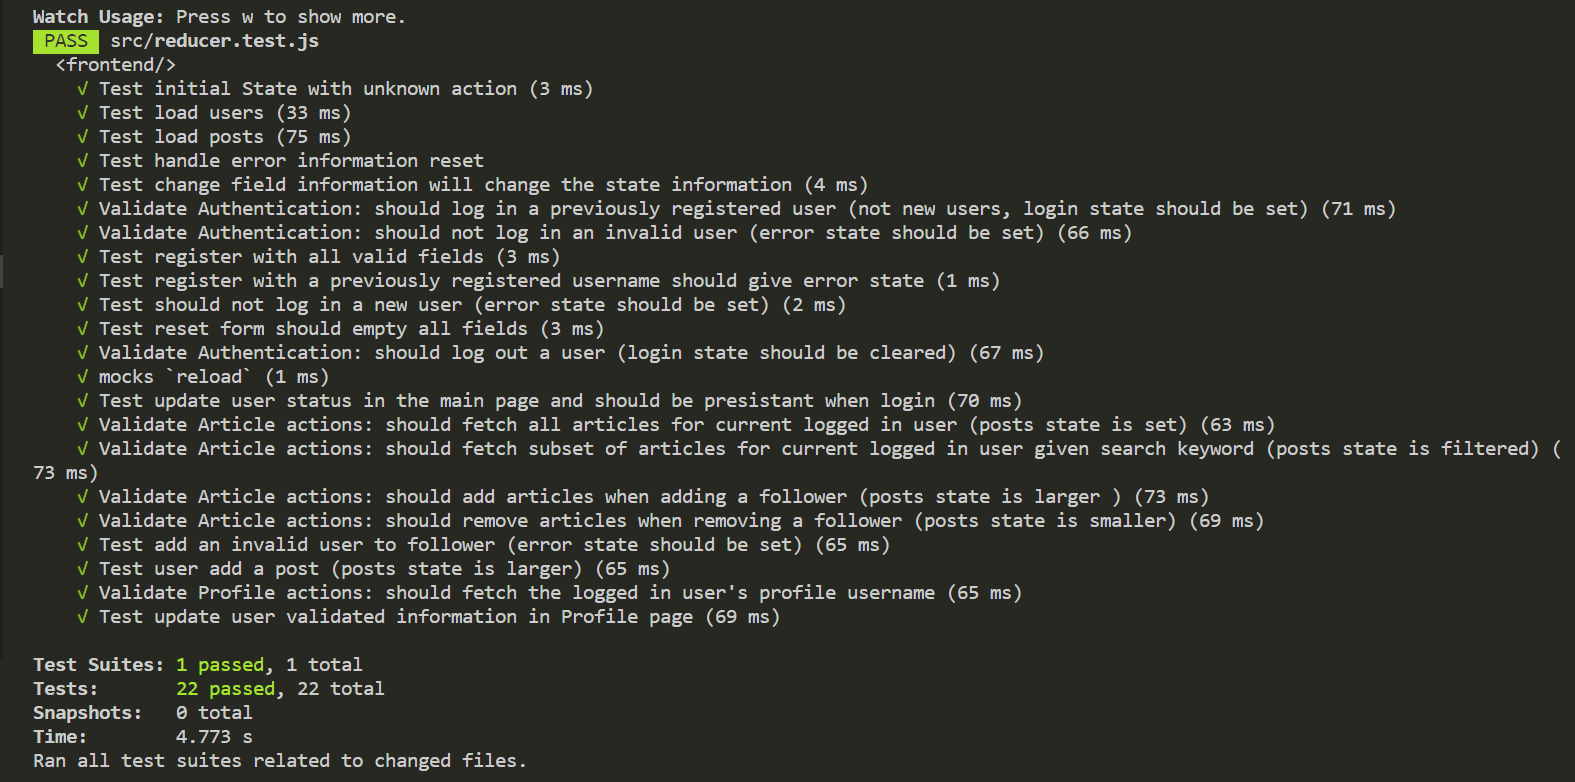 Watch Usage: Press w to show more.
PASS src/reducer.test.js
<frontend/>
√ Test initial State with unknown action (3 ms)
√ Test load users (33 ms)
√ Test load posts (75 ms)
√ Test handle error information reset
√ Test change field information will change the state information (4 ms)
√ Validate Authentication: should log in a previously registered user (not new users, login state should be set) (71 ms)
√ Validate Authentication: should not log in an invalid user (error state should be set) (66 ms)
√ Test register with all valid fields (3 ms)
√ Test register with a previously registered username should give error state (1 ms)
√ Test should not log in a new user (error state should be set) (2 ms)
√ Test reset form should empty all fields (3 ms)
√ Validate Authentication: should log out a user (login state should be cleared) (67 ms)
√ mocks `reload` (1 ms)
√ Test update user status in the main page and should be presistant when login (70 ms)
√ Validate Article actions: should fetch all articles for current logged in user (posts state is set) (63 ms)
√ Validate Article actions: should fetch subset of articles for current logged in user given search keyword (posts state is filtered) (
73 ms)
√ Validate Article actions: should add articles when adding a follower (posts state is larger ) (73 ms)
√ Validate Article actions: should remove articles when removing a follower (posts state is smaller) (69 ms)
√ Test add an invalid user to follower (error state should be set) (65 ms)
√ Test user add a post (posts state is larger) (65 ms)
√ Validate Profile actions: should fetch the logged in user's profile username (65 ms)
√ Test update user validated information in Profile page (69 ms)
Test Suites: 1 passed, 1 total
Tests: 22 passed, 22 total
Snapshots: 0 total
Time: 4.773 s
Ran all test suites related to changed files.